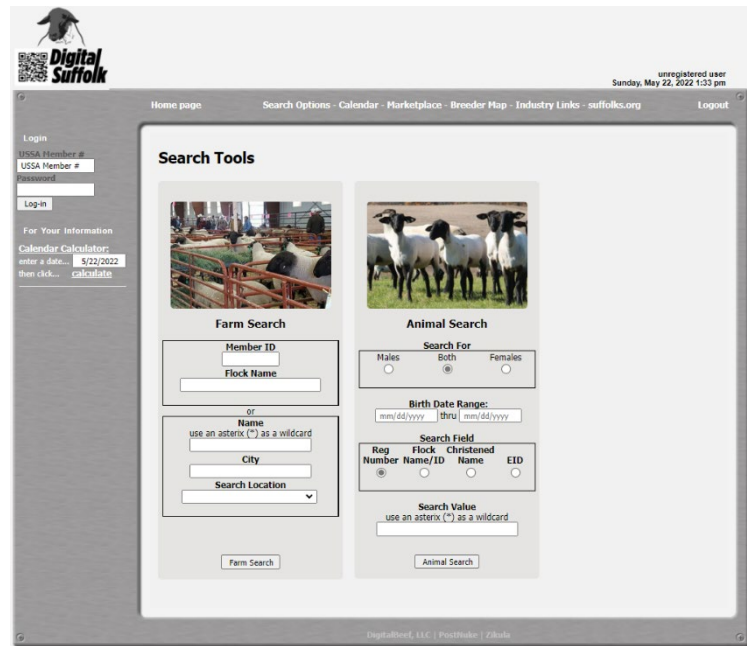 Digital
Suffolk
unregistered user
Sunday, May 22, 2022 1:33 pm
Home page
Search Options - Calendar - Marketplace - Breeder Map - Industry Links - suffolks.org
Logout
Login
USSA Member #
USSA Member #
Password
Log-in
For Your Information
Calendar Calculator:
enter a date... 5/22/2022
then click... calculate
Search Tools
Farm Search
Member ID
Flock Name
or
Name
use an asterix (*) as a wildcard
City
Search Location
Farm Search
Animal Search
Search For
Males Both Females
Birth Date Range:
mm/dd/yyyy thru mm/dd/yyyy
Search Field
Reg Flock Christened
Number Name/ID Name EID
Search Value
use an asterix (*) as a wildcard
Animal Search
DigitalBeef, LLC | PostNuke | Zikula